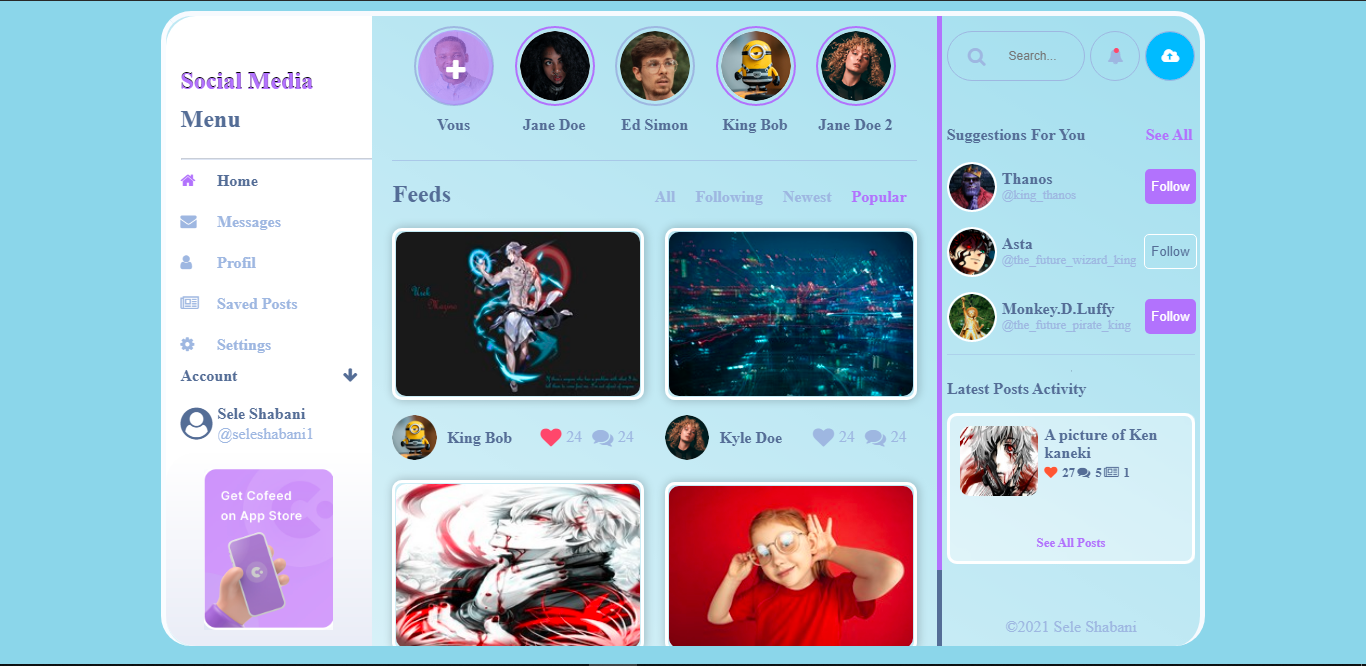 Social Media
Menu
Home
Messages
Profil
Saved Posts
Settings
Account
Sele Shabani
@seleshabani1
Get Cofeed
on App Store
Vous
Jane Doe
Ed Simon
King Bob
Jane Doe 2
Feeds
All
Following
Newest
Popular
King Bob
24
24
Kyle Doe
24
24
Search...
Suggestions For You
See All
Thanos
@king_thanos
Follow
Asta
@the_future_wizard_king
Follow
Monkey.D.Luffy
@the_future_pirate_king
Follow
Latest Posts Activity
A picture of Ken
kaneki
27 5 1
See All Posts
©2021 Sele Shabani